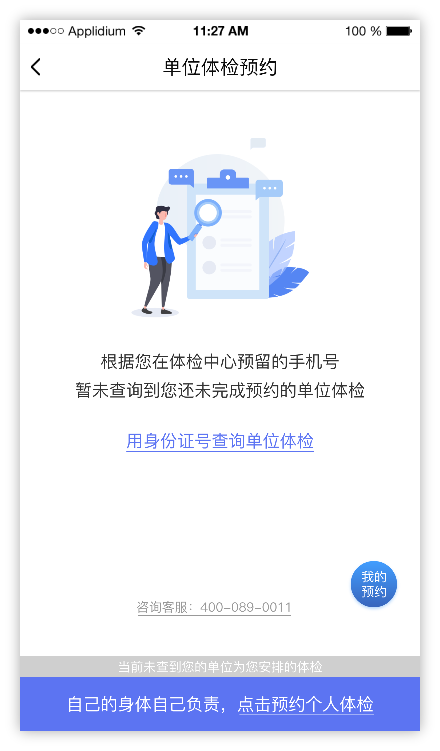 Applidium 11:27 AM 100 %
单位体检预约
根据您在体检中心预留的手机号
暂未查询到您还未完成预约的单位体检
用身份证号查询单位体检
我的
预约
咨询客服：400-089-0011
当前未查到您的单位为您安排的体检
自己的身体自己负责，点击预约个人体检